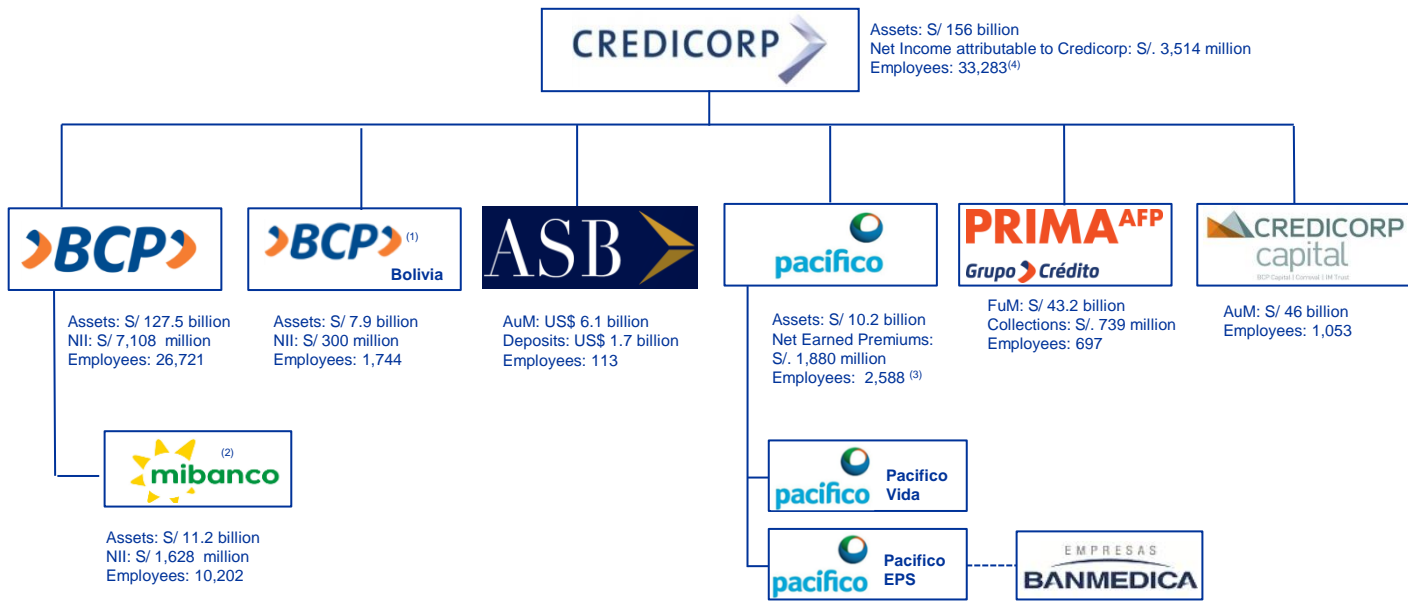 CREDICORP
Assets: S/ 156 billion
Net Income attributable to Credicorp: S/. 3,514 million
Employees: 33,283(4)
BCP
BCP (1)
Bolivia
ASB
pacifico
PRIMA AFP
Grupo Crédito
CREDICORP
capital
BCP Capital | Correval | IM Trust
Assets: S/ 127.5 billion
NII: S/ 7,108 million
Employees: 26,721
Assets: S/ 7.9 billion
NII: S/ 300 million
Employees: 1,744
AuM: US$ 6.1 billion
Deposits: US$ 1.7 billion
Employees: 113
Assets: S/ 10.2 billion
Net Earned Premiums:
S/. 1,880 million
Employees: 2,588 (3)
FuM: S/ 43.2 billion
Collections: S/. 739 million
Employees: 697
AuM: S/ 46 billion
Employees: 1,053
(2)
mibanco
Assets: S/ 11.2 billion
NII: S/ 1,628 million
Employees: 10,202
pacifico
Pacifico
Vida
pacifico
Pacifico
EPS
EMPRESAS
BANMEDICA